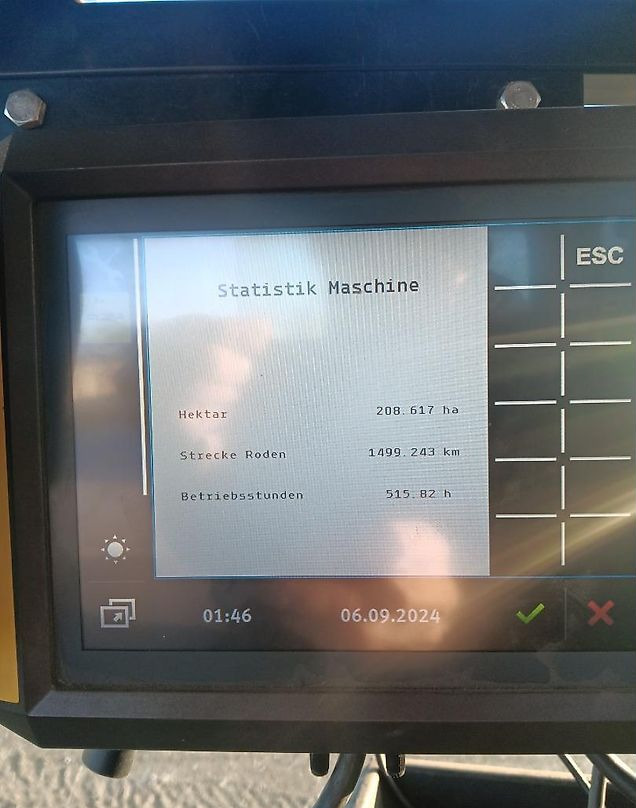 ESC
Statistik Maschine
Hektar 208.617 ha
Strecke Roden 1499.243 km
Betriebsstunden 515.82 h
01:46 06.09.2024